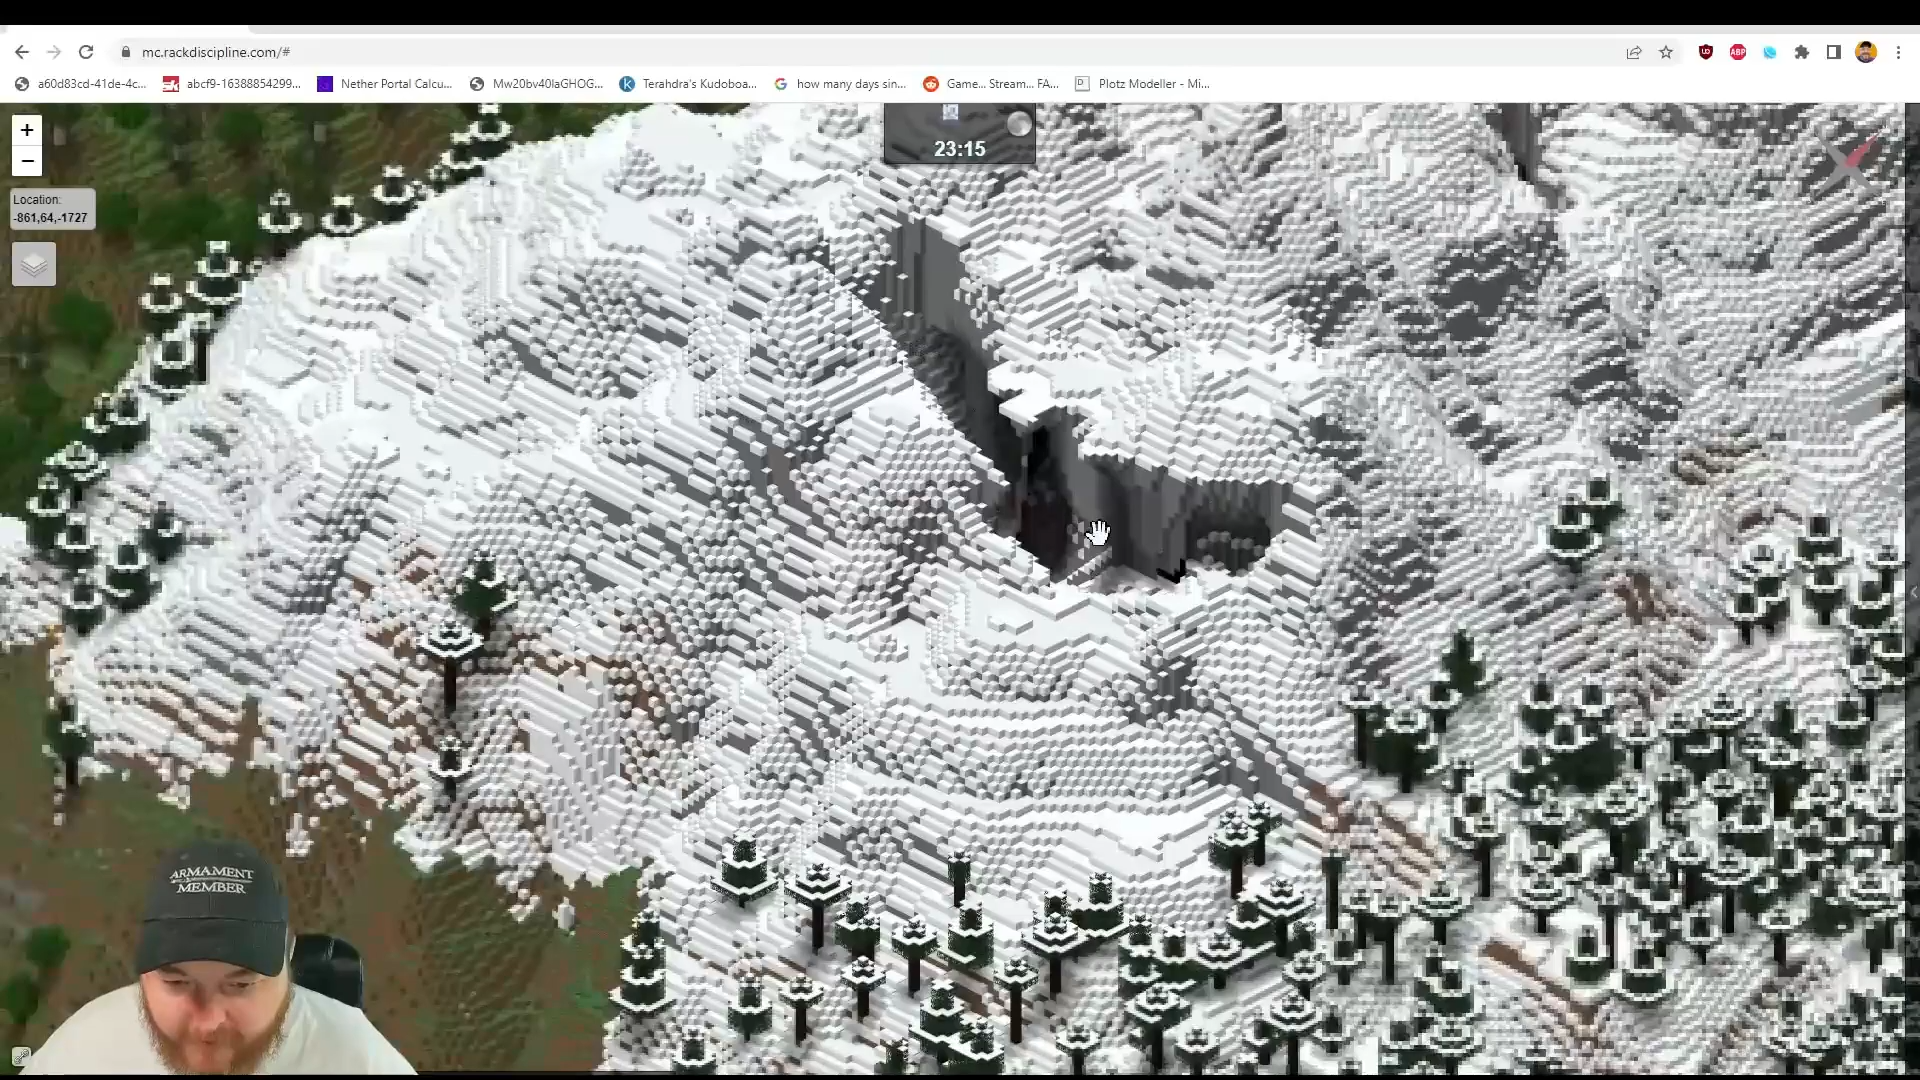 mc.rackdiscipline.com/#
a60d83cd-41de-4c...
abcf9-16388854299...
Nether Portal Calcu...
Mw20bv40laGHOG...
Terahdra's Kudoboa...
how many days sin...
Game... Stream... FA...
Plotz Modeller - Mi...
+
−
23:15
Location:
-861,64,-1727
ARMAMENT
MEMBER